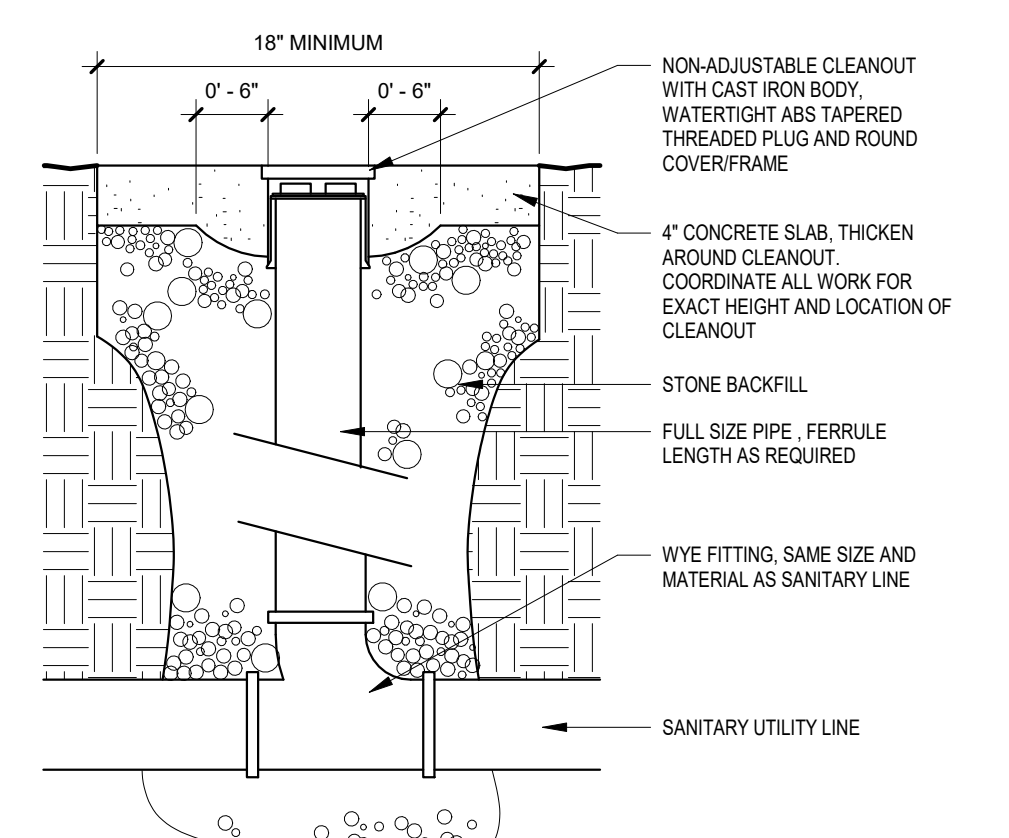 18" MINIMUM
0' - 6"
0' - 6"
NON-ADJUSTABLE CLEANOUT
WITH CAST IRON BODY,
WATERTIGHT ABS TAPERED
THREADED PLUG AND ROUND
COVER/FRAME
4" CONCRETE SLAB, THICKEN
AROUND CLEANOUT.
COORDINATE ALL WORK FOR
EXACT HEIGHT AND LOCATION OF
CLEANOUT
STONE BACKFILL
FULL SIZE PIPE , FERRULE
LENGTH AS REQUIRED
WYE FITTING, SAME SIZE AND
MATERIAL AS SANITARY LINE
SANITARY UTILITY LINE